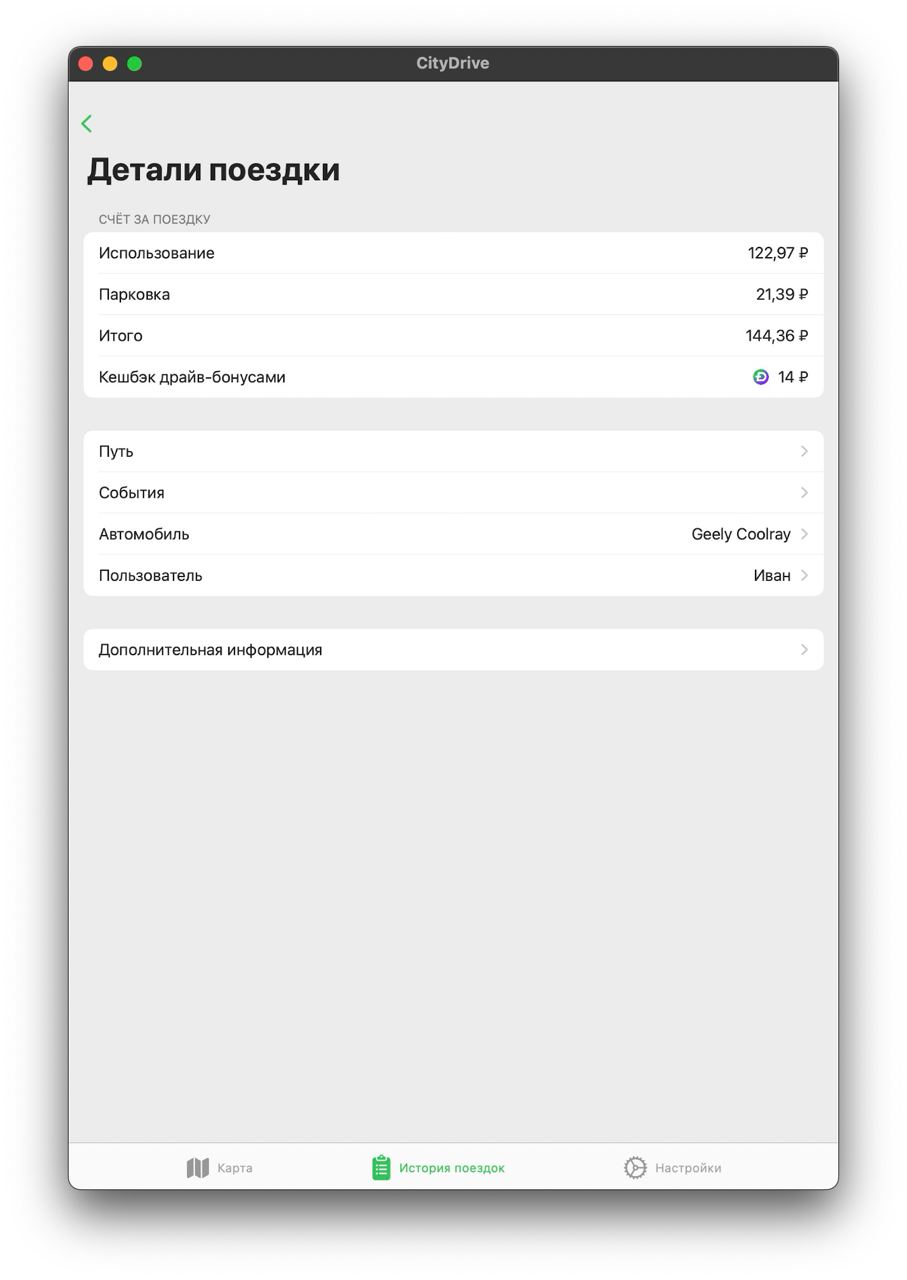 CityDrive
Детали поездки
СЧЁТ ЗА ПОЕЗДКУ
Использование 122,97 ₽
Парковка 21,39 ₽
Итого 144,36 ₽
Кешбэк драйв-бонусами 14 ₽
Путь
События
Автомобиль Geely Coolray
Пользователь Иван
Дополнительная информация
Карта История поездок Настройки